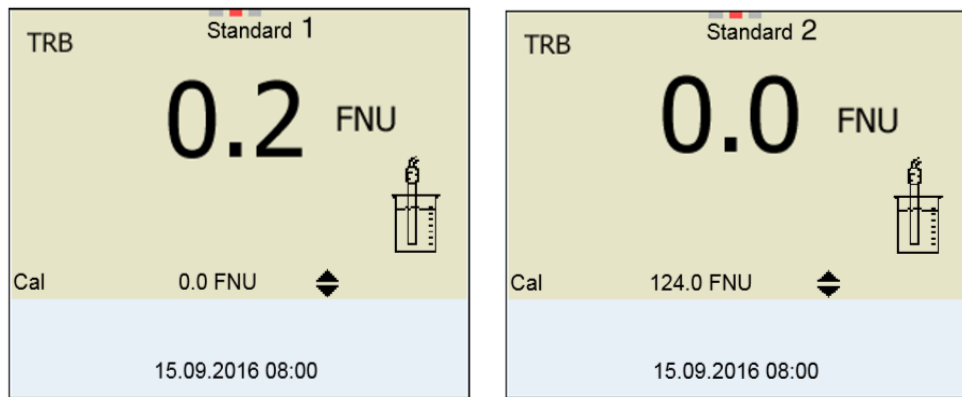 Standard 1
TRB
0.2 FNU
Cal 0.0 FNU
15.09.2016 08:00
Standard 2
TRB
0.0 FNU
Cal 124.0 FNU
15.09.2016 08:00